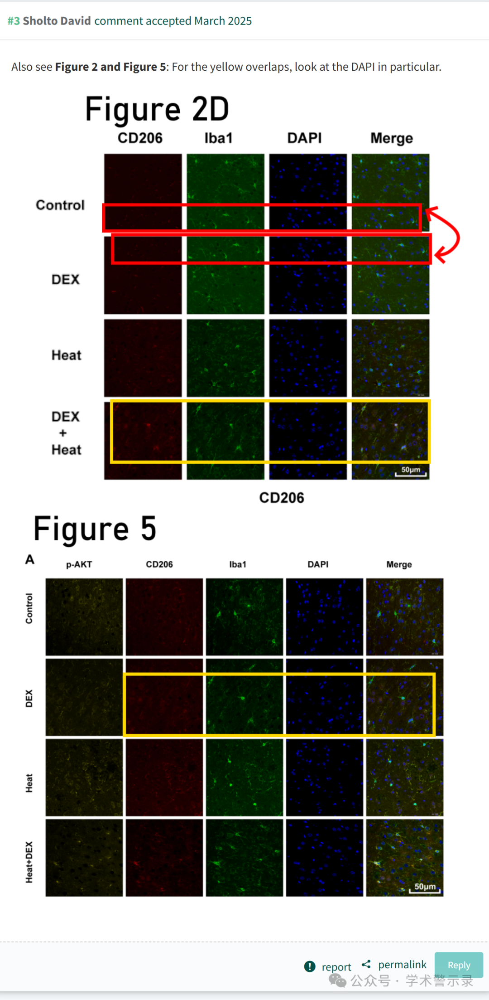 #3 Sholto David comment accepted March 2025
Also see Figure 2 and Figure 5: For the yellow overlaps, look at the DAPI in particular.
Figure 2D
CD206 Iba1 DAPI Merge
Control
DEX
Heat
DEX
+
Heat
50μm
CD206
Figure 5
A
p-AKT CD206 Iba1 DAPI Merge
Control
DEX
Heat
Heat+DEX
50μm
report permalink Reply
公众号 · 学术警示录